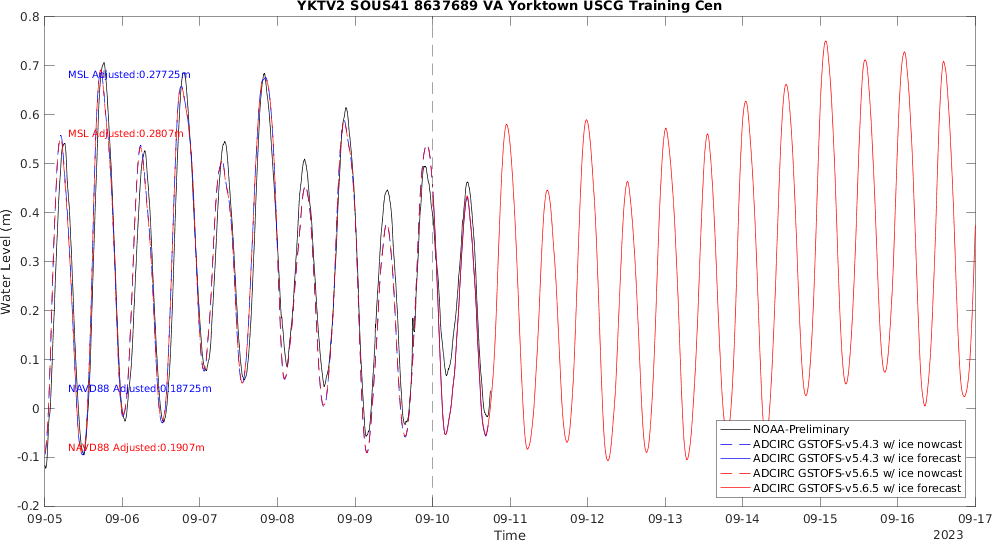 YKTV2 SOUS41 8637689 VA Yorktown USCG Training Cen
0.8
0.7
0.6
0.5
0.4
0.3
0.2
0.1
0
-0.1
-0.2
Water Level (m)
MSL Adjusted:0.27725m
MSL Adjusted:0.2807m
NAVD88 Adjusted:0.18725m
NAVD88 Adjusted:0.1907m
NOAA-Preliminary
ADCIRC GSTOFS-v5.4.3 w/ ice nowcast
ADCIRC GSTOFS-v5.4.3 w/ ice forecast
ADCIRC GSTOFS-v5.6.5 w/ ice nowcast
ADCIRC GSTOFS-v5.6.5 w/ ice forecast
09-05 09-06 09-07 09-08 09-09 09-10 09-11 09-12 09-13 09-14 09-15 09-16 09-17
Time
2023